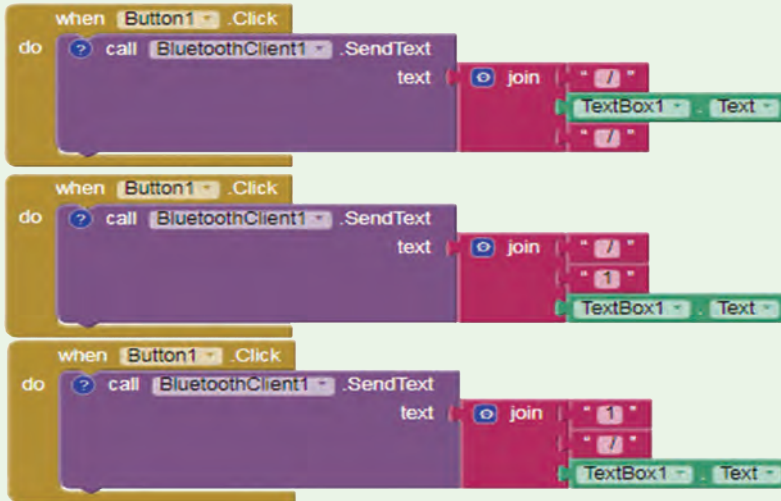 when Button1 .Click
do ? call BluetoothClient1 .SendText
text join " / "
TextBox1 . Text
" / "
when Button1 .Click
do ? call BluetoothClient1 .SendText
text join " / "
" 1 "
TextBox1 . Text
when Button1 .Click
do ? call BluetoothClient1 .SendText
text join " 1 "
" / "
TextBox1 . Text